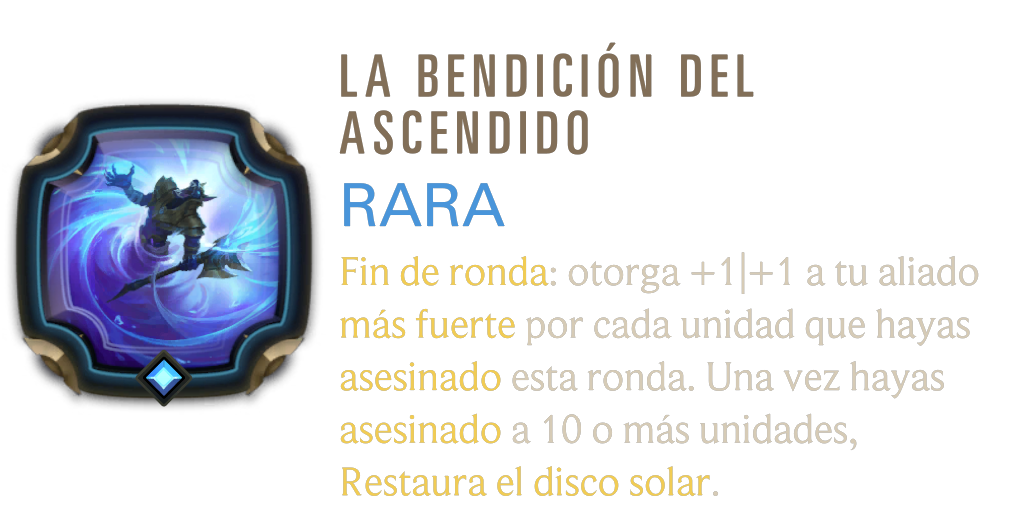 LA BENDICIÓN DEL
ASCENDIDO
RARA
Fin de ronda: otorga +1|+1 a tu aliado
más fuerte por cada unidad que hayas
asesinado esta ronda. Una vez hayas
asesinado a 10 o más unidades,
Restaura el disco solar.